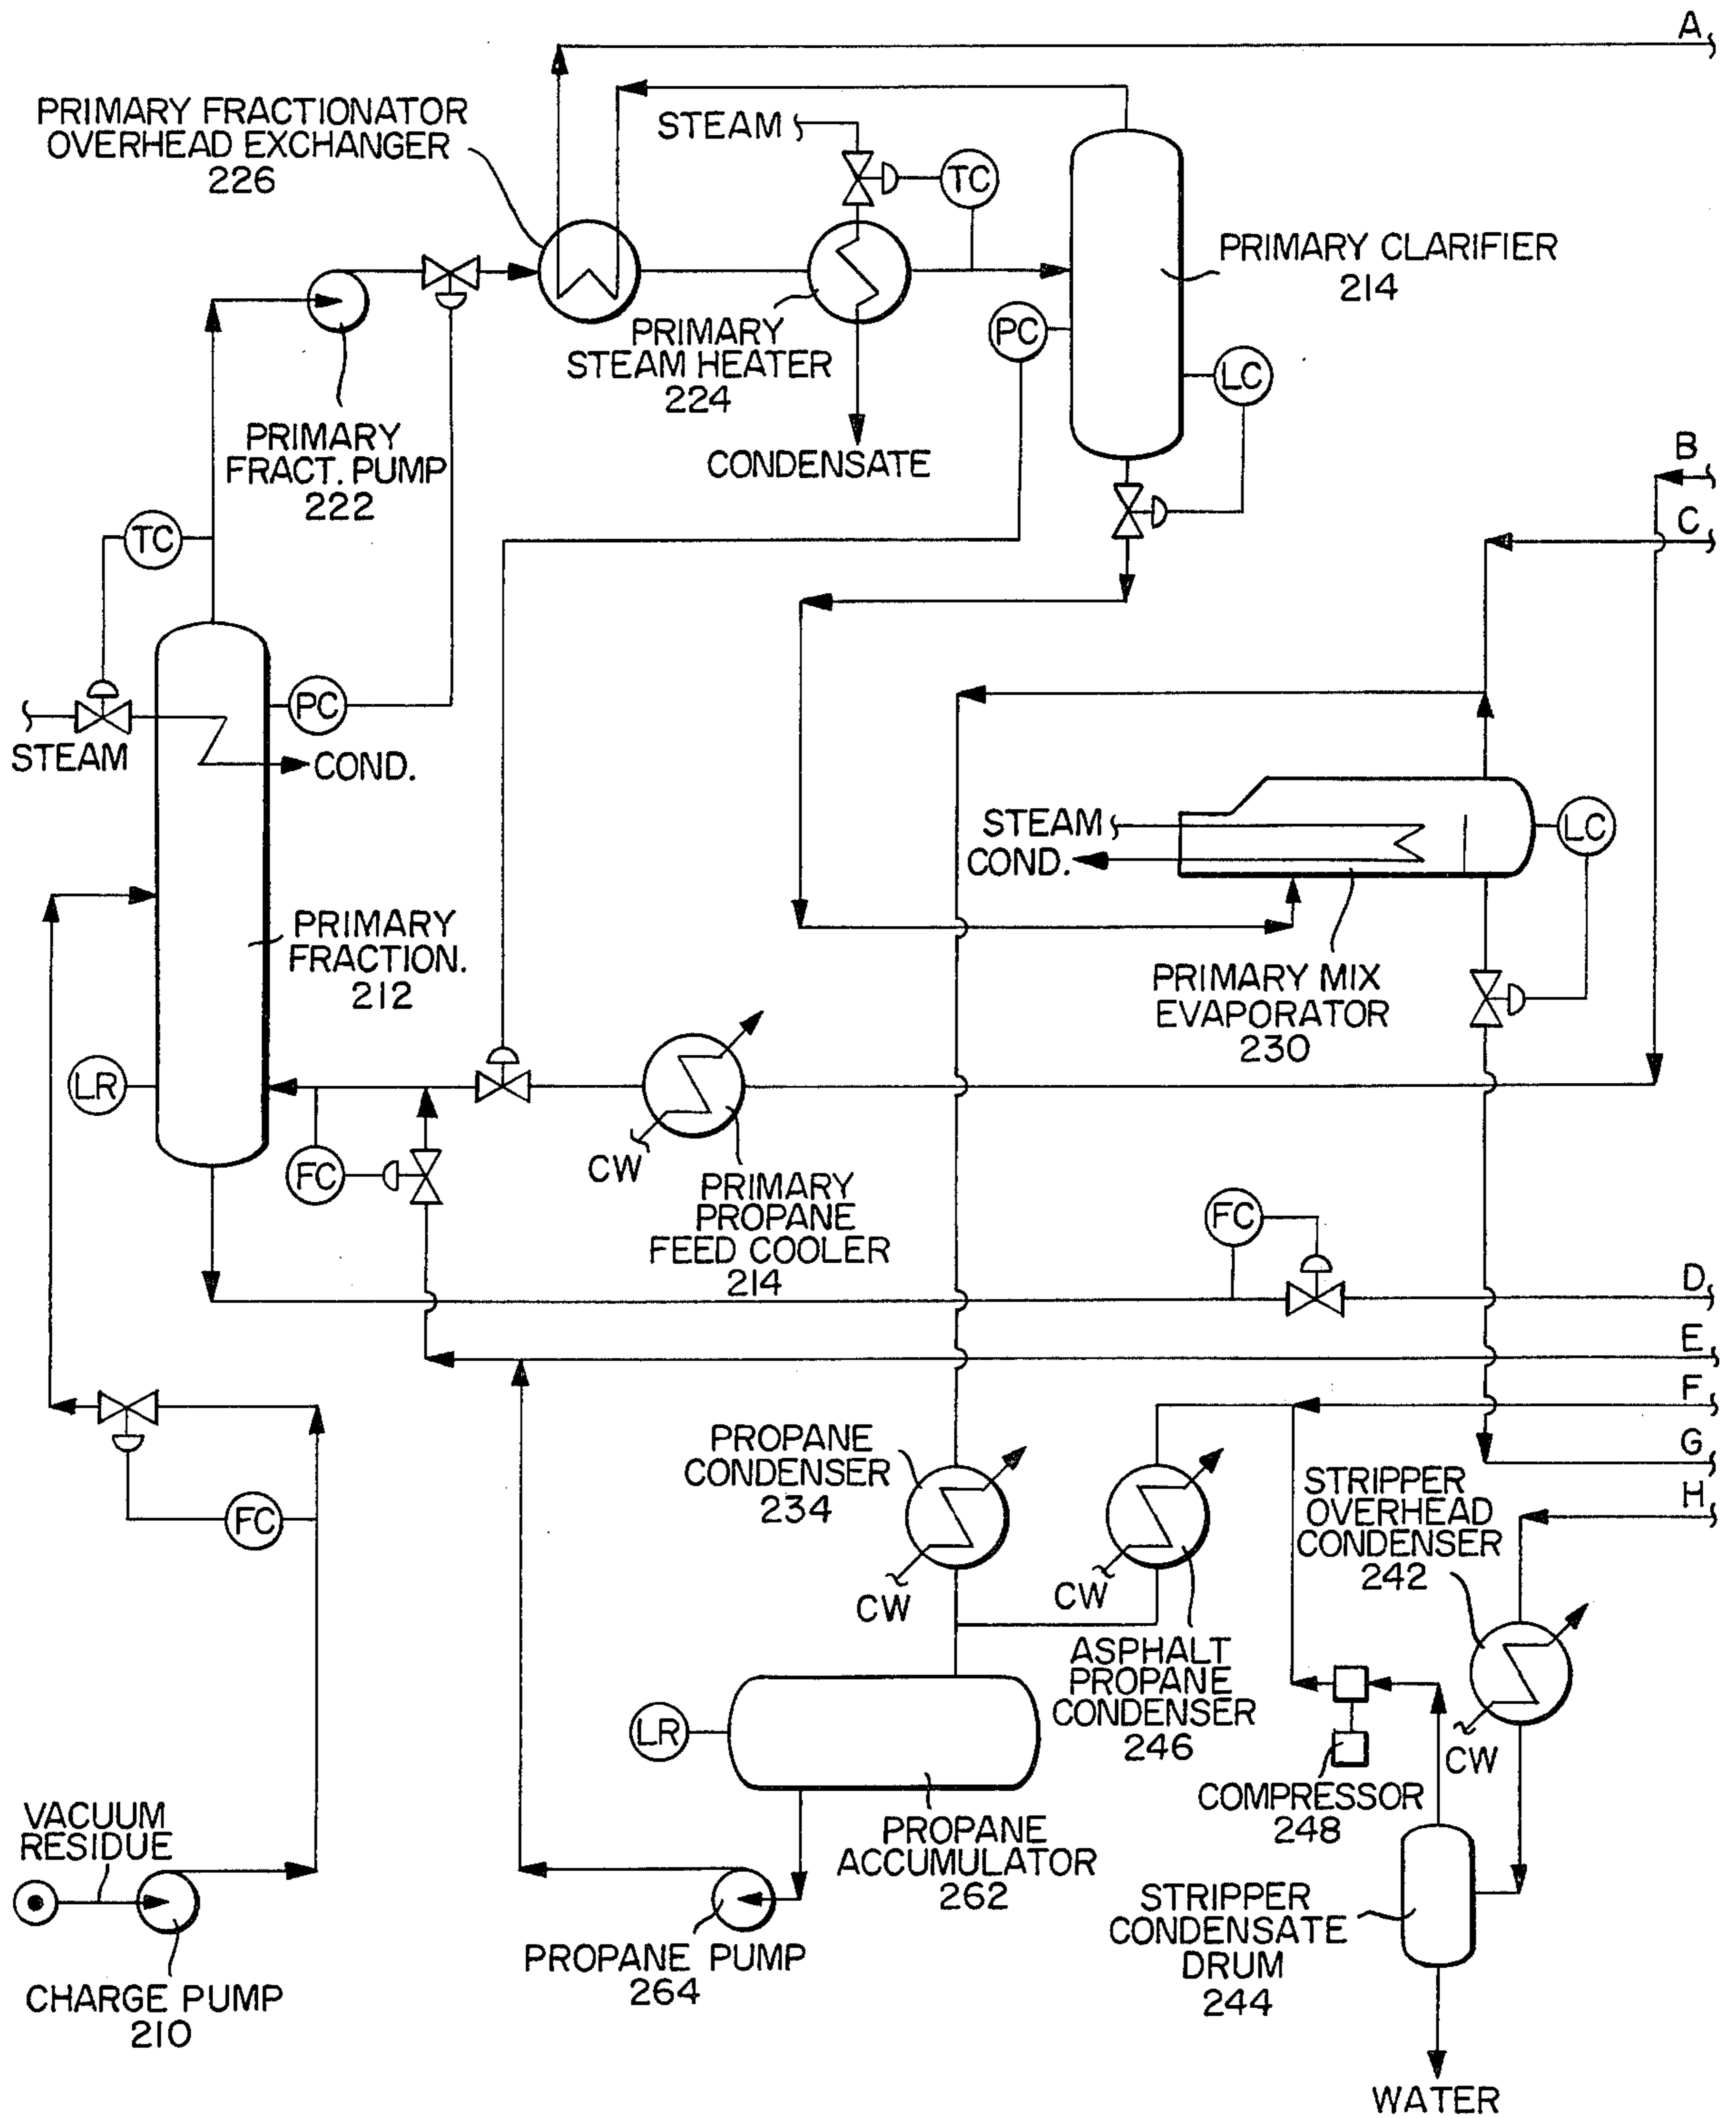 A
PRIMARY FRACTIONATOR
OVERHEAD EXCHANGER
226
STEAM
TC
PRIMARY CLARIFIER
214
PRIMARY
STEAM HEATER
224
PC
LC
CONDENSATE
PRIMARY
FRACT. PUMP
222
B
C
TC
PC
STEAM
COND.
STEAM
COND.
LC
PRIMARY
FRACTION.
212
PRIMARY MIX
EVAPORATOR
230
LR
FC
CW
PRIMARY
PROPANE
FEED COOLER
214
FC
D
E
F
G
H
PROPANE
CONDENSER
234
STRIPPER
OVERHEAD
CONDENSER
242
FC
CW
CW
ASPHALT
PROPANE
CONDENSER
246
LR
CW
COMPRESSOR
248
VACUUM
RESIDUE
PROPANE
ACCUMULATOR
262
STRIPPER
CONDENSATE
DRUM
244
PROPANE PUMP
264
CHARGE PUMP
210
WATER